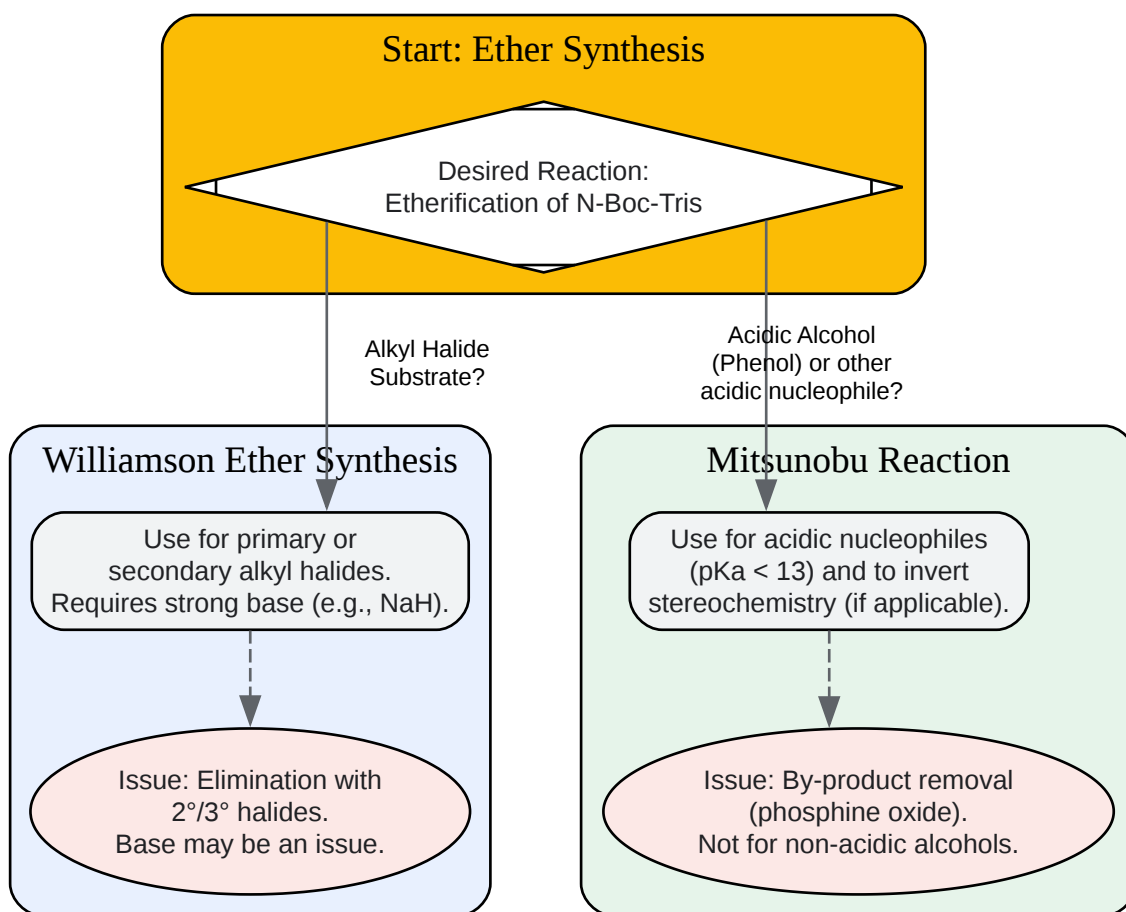 Start: Ether Synthesis
Desired Reaction:
Etherification of N-Boc-Tris
Alkyl Halide
Substrate?
Acidic Alcohol
(Phenol) or other
acidic nucleophile?
Williamson Ether Synthesis
Use for primary or
secondary alkyl halides.
Requires strong base (e.g., NaH).
Issue: Elimination with
2°/3° halides.
Base may be an issue.
Mitsunobu Reaction
Use for acidic nucleophiles
(pKa < 13) and to invert
stereochemistry (if applicable).
Issue: By-product removal
(phosphine oxide).
Not for non-acidic alcohols.